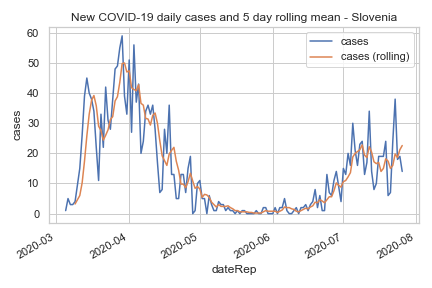 New COVID-19 daily cases and 5 day rolling mean - Slovenia
cases
cases (rolling)
60
50
40
30
20
10
0
cases
2020-03
2020-04
2020-05
2020-06
2020-07
2020-08
dateRep